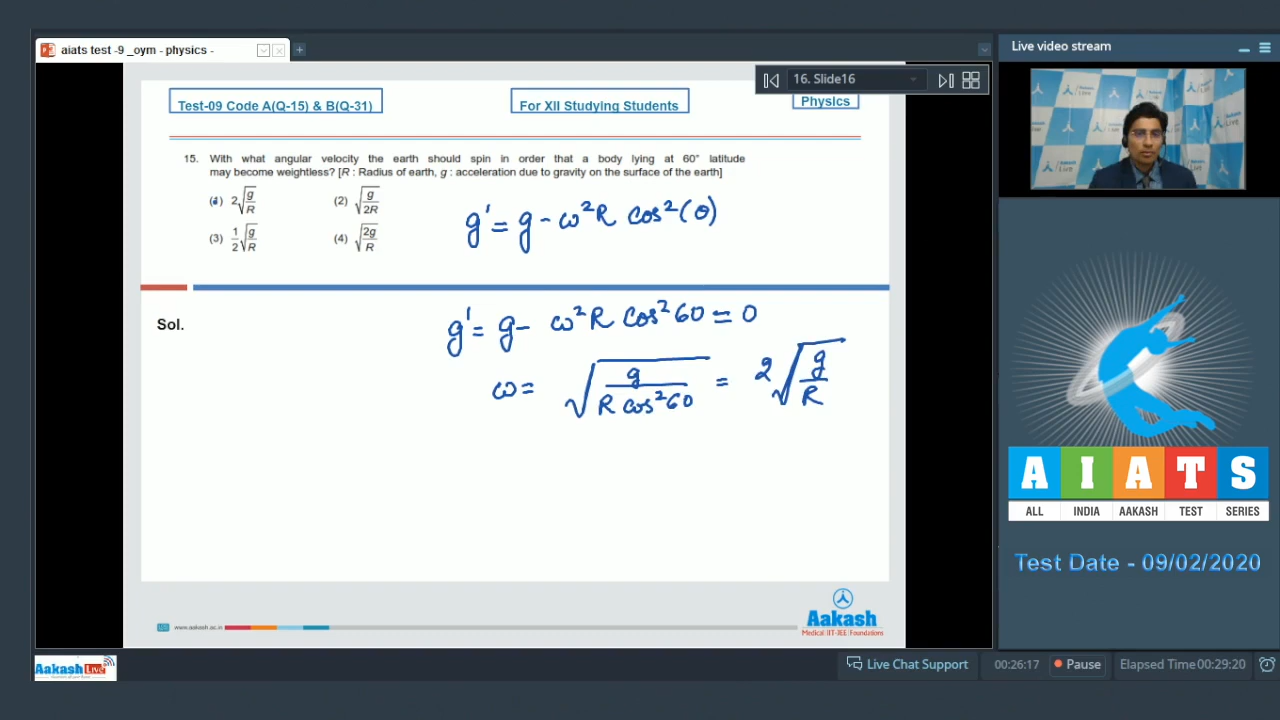 aiats test -9 _oym - physics -
Live video stream
16. Slide16
Test-09 Code A(Q-15) & B(Q-31)
For XII Studying Students
Physics
15. With what angular velocity the earth should spin in order that a body lying at 60° latitude
may become weightless? [R : Radius of earth, g : acceleration due to gravity on the surface of the earth]
(1) 2√(g/R) (2) √(g/2R)
(3) 1/2 √(g/R) (4) √(2g/R)
g' = g - ω²R cos²(θ)
Sol.
g' = g - ω²R cos²60 = 0
ω = √(g/R cos²60) = 2√(g/R)
A I A T S
ALL INDIA AAKASH TEST SERIES
Test Date - 09/02/2020
www.aakash.ac.in
Aakash
Medical|IIT-JEE|Foundations
Aakash Live
Live Chat Support
00:26:17
Pause
Elapsed Time 00:29:20